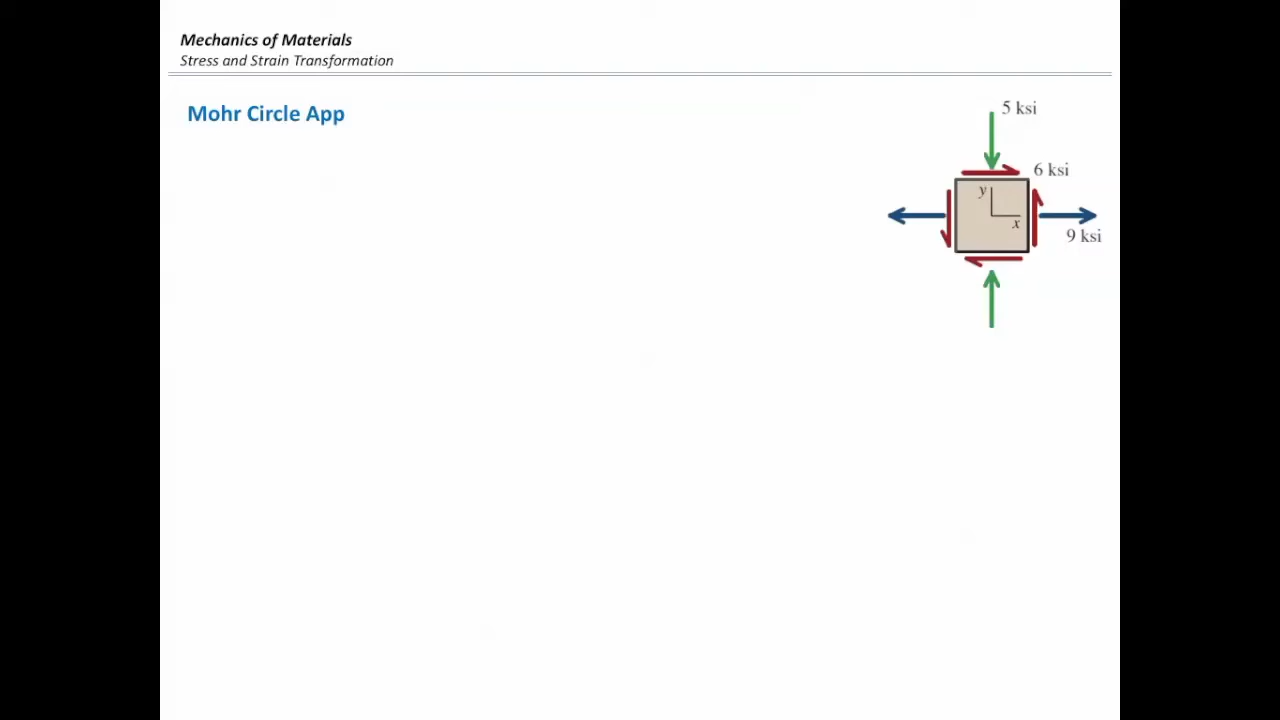 Mechanics of Materials
Stress and Strain Transformation
Mohr Circle App
5 ksi
6 ksi
y
x
9 ksi